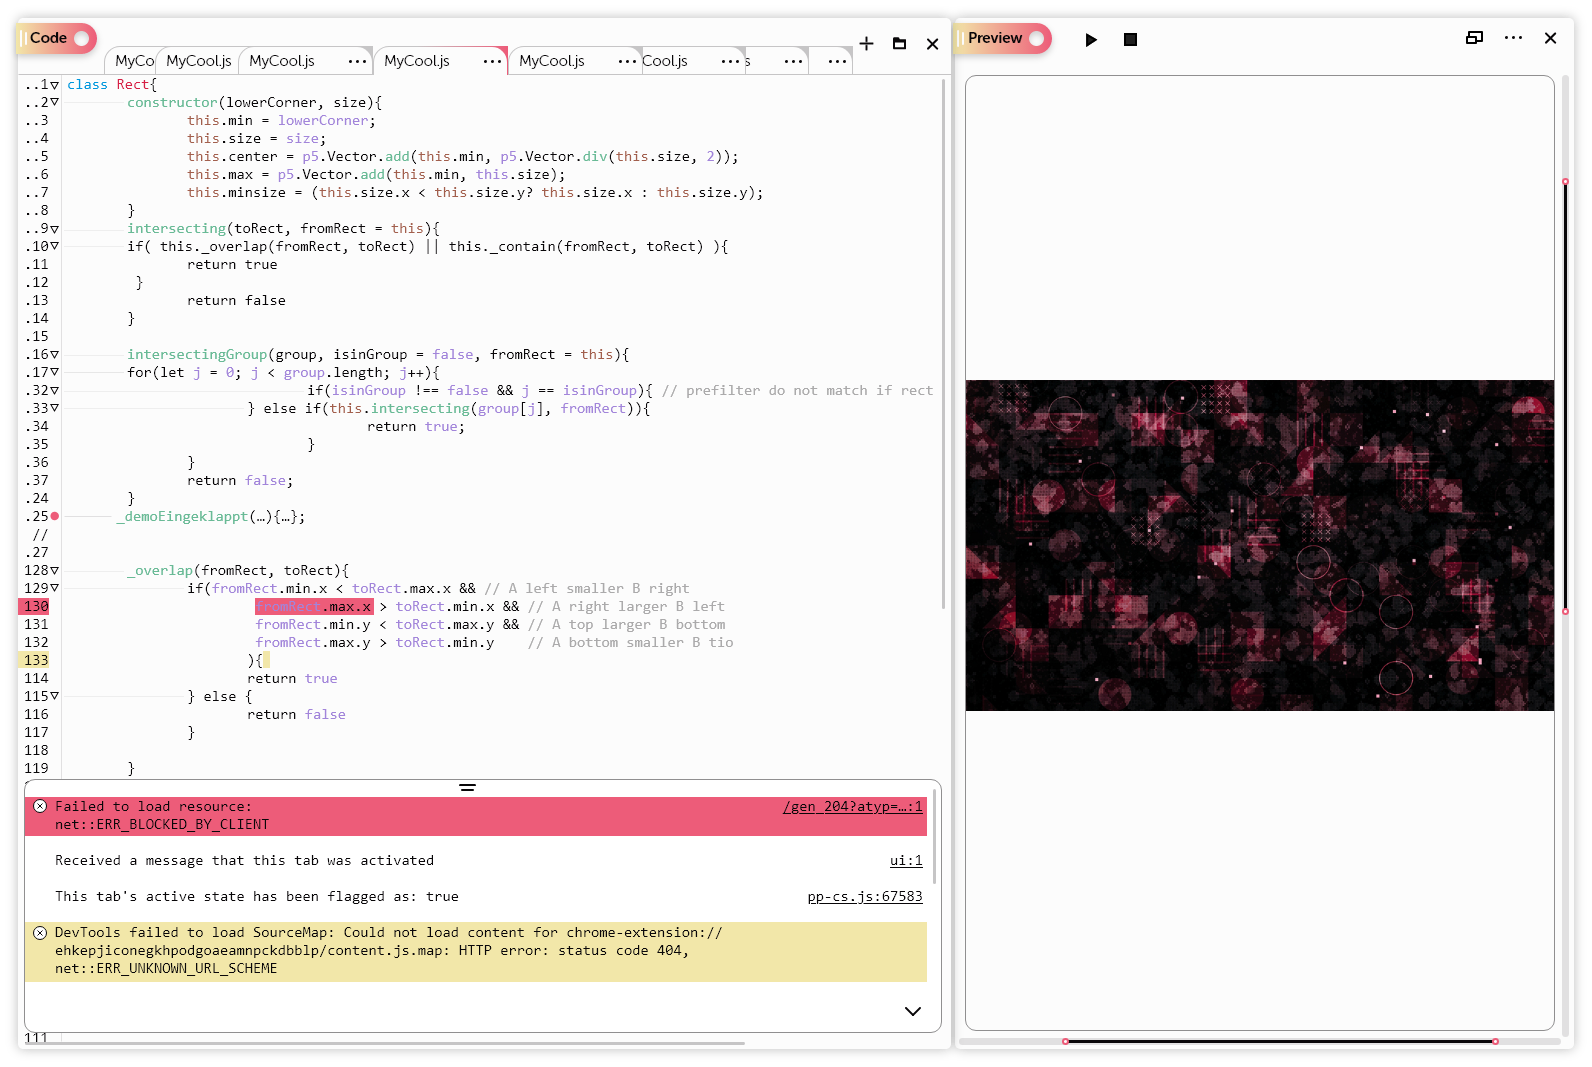 Code
MyCo
MyCool.js
MyCool.js
MyCool.js
MyCool.js
Cool.js
s
..1 class Rect{
..2 constructor(lowerCorner, size){
..3 this.min = lowerCorner;
..4 this.size = size;
..5 this.center = p5.Vector.add(this.min, p5.Vector.div(this.size, 2));
..6 this.max = p5.Vector.add(this.min, this.size);
..7 this.minsize = (this.size.x < this.size.y? this.size.x : this.size.y);
..8 }
..9 intersecting(toRect, fromRect = this){
.10 if( this._overlap(fromRect, toRect) || this._contain(fromRect, toRect) ){
.11 return true
.12 }
.13 return false
.14 }
.15
.16 intersectingGroup(group, isinGroup = false, fromRect = this){
.17 for(let j = 0; j < group.length; j++){
.32 if(isinGroup !== false && j == isinGroup){ // prefilter do not match if rect
.33 } else if(this.intersecting(group[j], fromRect)){
.34 return true;
.35 }
.36 }
.37 return false;
.24 }
.25 _demoEingeklappt(…){…};
//
.27
128 _overlap(fromRect, toRect){
129 if(fromRect.min.x < toRect.max.x && // A left smaller B right
130 fromRect.max.x > toRect.min.x && // A right larger B left
131 fromRect.min.y < toRect.max.y && // A top larger B bottom
132 fromRect.max.y > toRect.min.y // A bottom smaller B tio
133 ){
114 return true
115 } else {
116 return false
117 }
118
119 }
Failed to load resource: /gen_204?atyp=…:1
net::ERR_BLOCKED_BY_CLIENT
Received a message that this tab was activated ui:1
This tab's active state has been flagged as: true pp-cs.js:67583
DevTools failed to load SourceMap: Could not load content for chrome-extension://
ehkepjiconegkhpodgoaeamnpckdbblp/content.js.map: HTTP error: status code 404,
net::ERR_UNKNOWN_URL_SCHEME
111
Preview